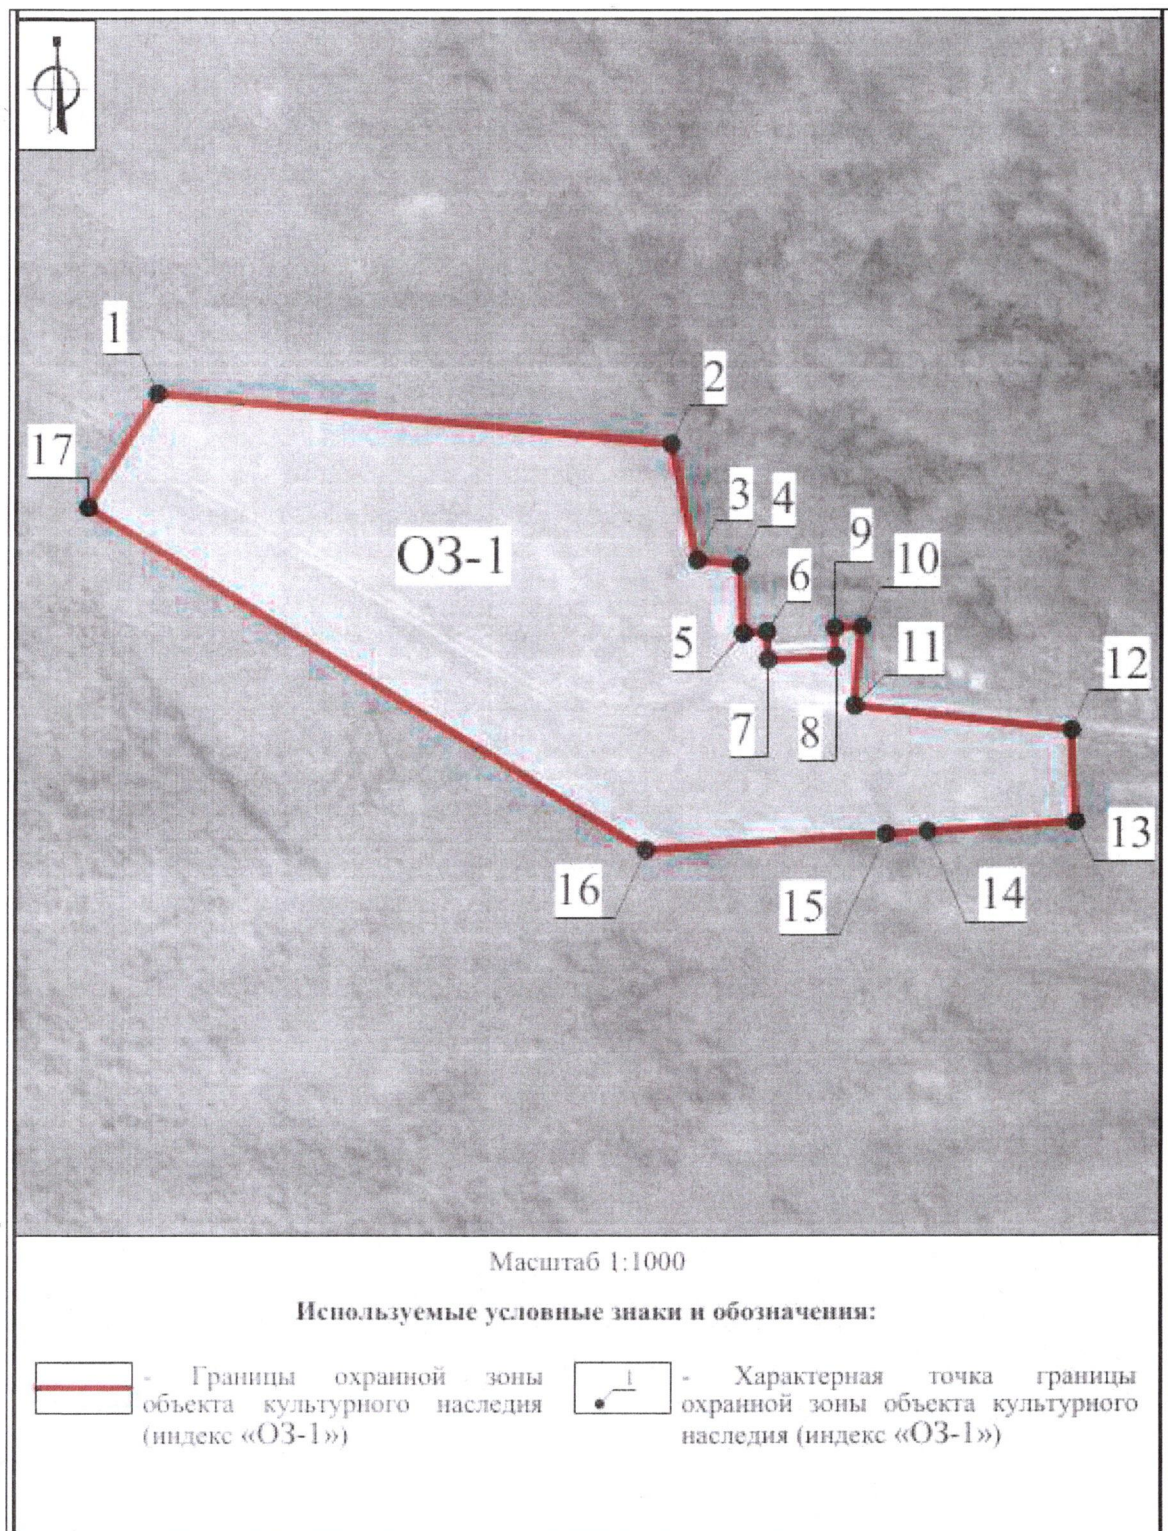 1
2
17
3
4
ОЗ-1
9
6
10
5
11
12
7
8
13
16
15
14
Масштаб 1:1000
Используемые условные знаки и обозначения:
- Границы охранной зоны
объекта культурного наследия
(индекс «ОЗ-1»)
1
- Характерная точка границы
охранной зоны объекта культурного
наследия (индекс «ОЗ-1»)